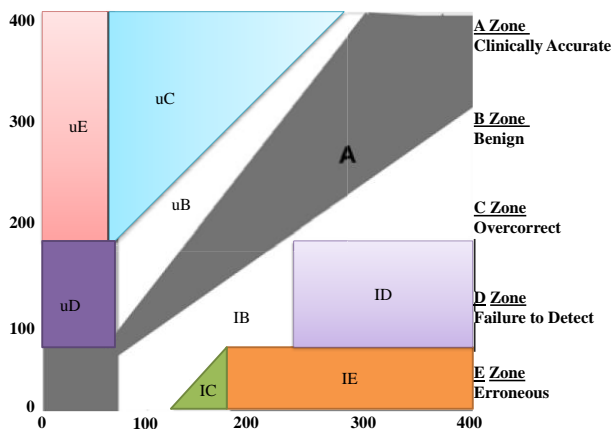 400
A Zone
Clinically Accurate
uC
300
uE
B Zone
Benign
A
uB
200
C Zone
Overcorrect
uD
ID
D Zone
IB
Failure to Detect
100
E Zone
IC
IE
Erroneous
0
0 100 200 300 400